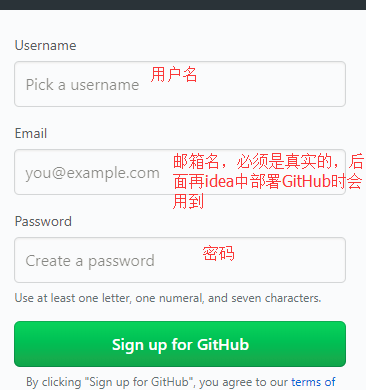 Username
Pick a username 用户名
Email
邮箱名，必须是真实的，后
you@example.com 面再idea中部署GitHub时会
用到
Password
Create a password 密码
Use at least one letter, one numeral, and seven characters.
Sign up for GitHub
By clicking "Sign up for GitHub", you agree to our terms of